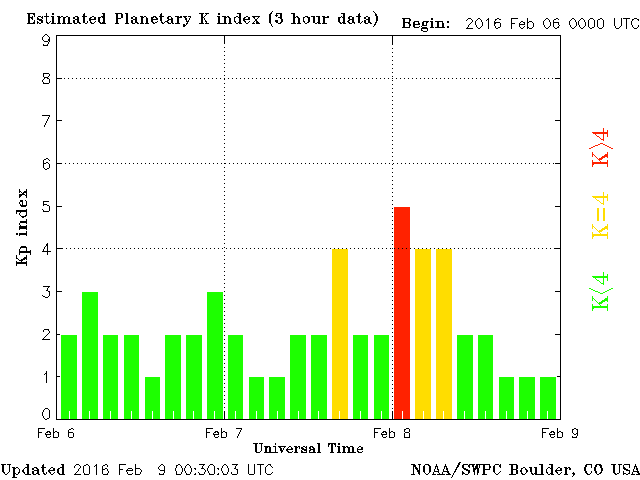 Estimated Planetary K index (3 hour data) Begin: 2016 Feb 06 0000 UTC
9
8
7
6
5
4
3
2
1
0
Kp index
K>4
K=4
K<4
Feb 6 Feb 7 Feb 8 Feb 9
Universal Time
Updated 2016 Feb 9 00:30:03 UTC NOAA/SWPC Boulder, CO USA